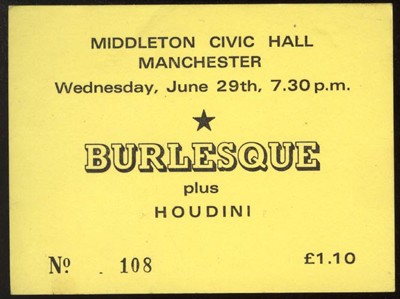 MIDDLETON CIVIC HALL
MANCHESTER
Wednesday, June 29th, 7.30 p.m.
★
BURLESQUE
plus
HOUDINI
Nº 108 £1.10